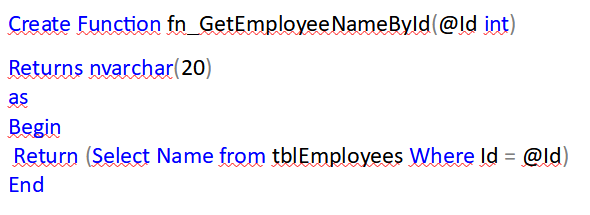 Create Function fn_GetEmployeeNameById(@Id int)
Returns nvarchar(20)
as
Begin
Return (Select Name from tblEmployees Where Id = @Id)
End